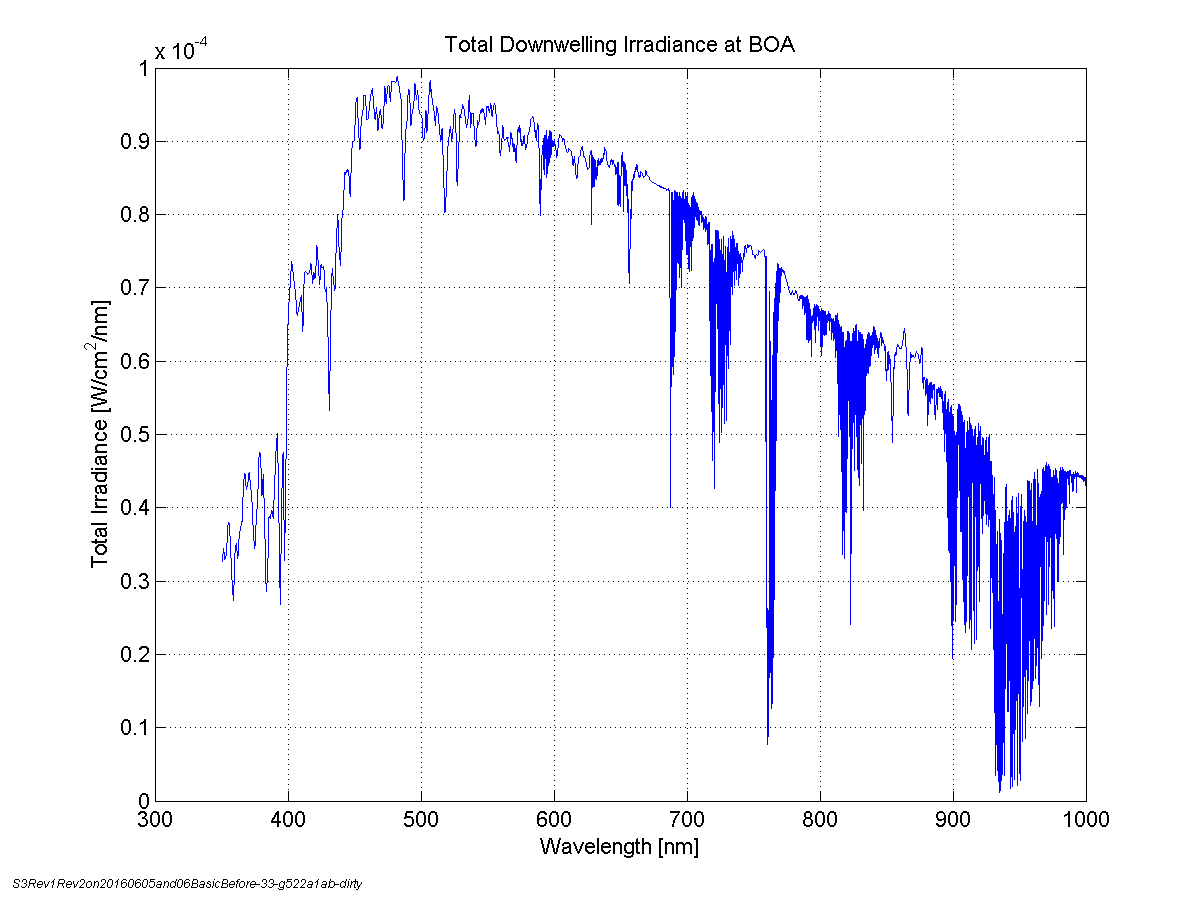 Total Downwelling Irradiance at BOA
x 10-4
1
0.9
0.8
0.7
0.6
0.5
0.4
0.3
0.2
0.1
0
Total Irradiance [W/cm2/nm]
300 400 500 600 700 800 900 1000
Wavelength [nm]
S3Rev1Rev2on20160605and06BasicBefore-33-g522a1ab-dirty